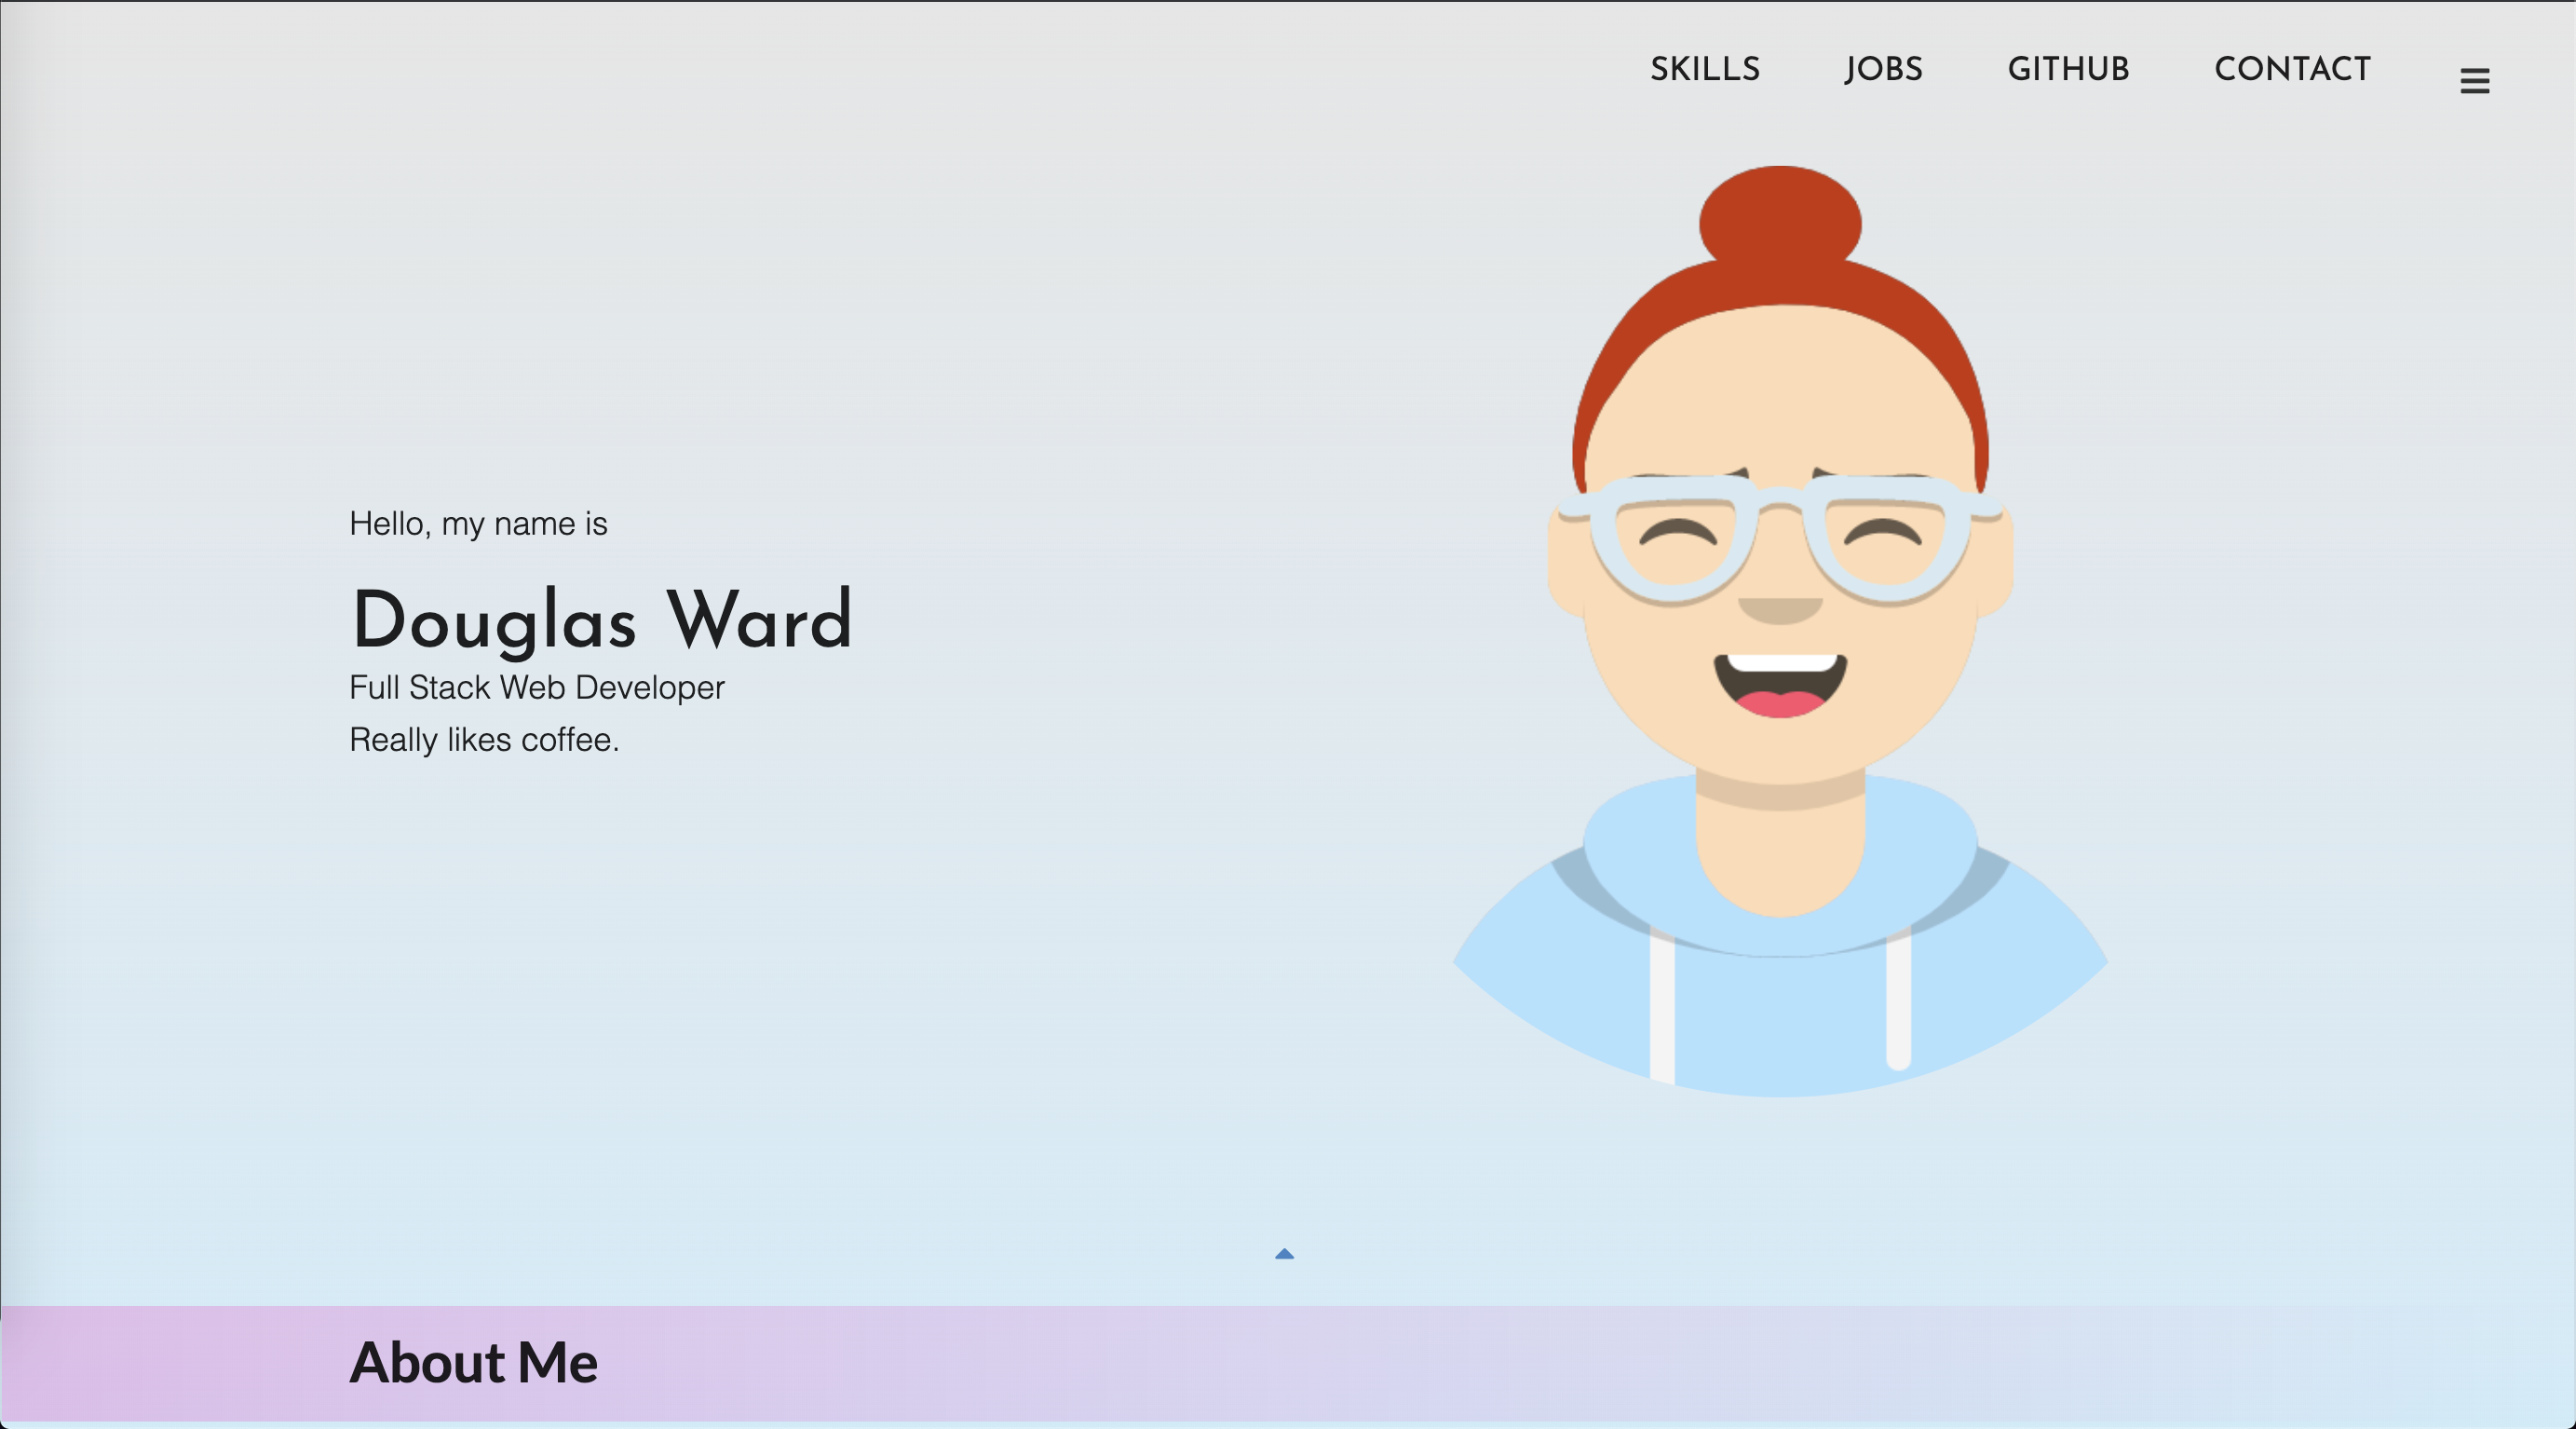 SKILLS JOBS GITHUB CONTACT
Hello, my name is
Douglas Ward
Full Stack Web Developer
Really likes coffee.
About Me